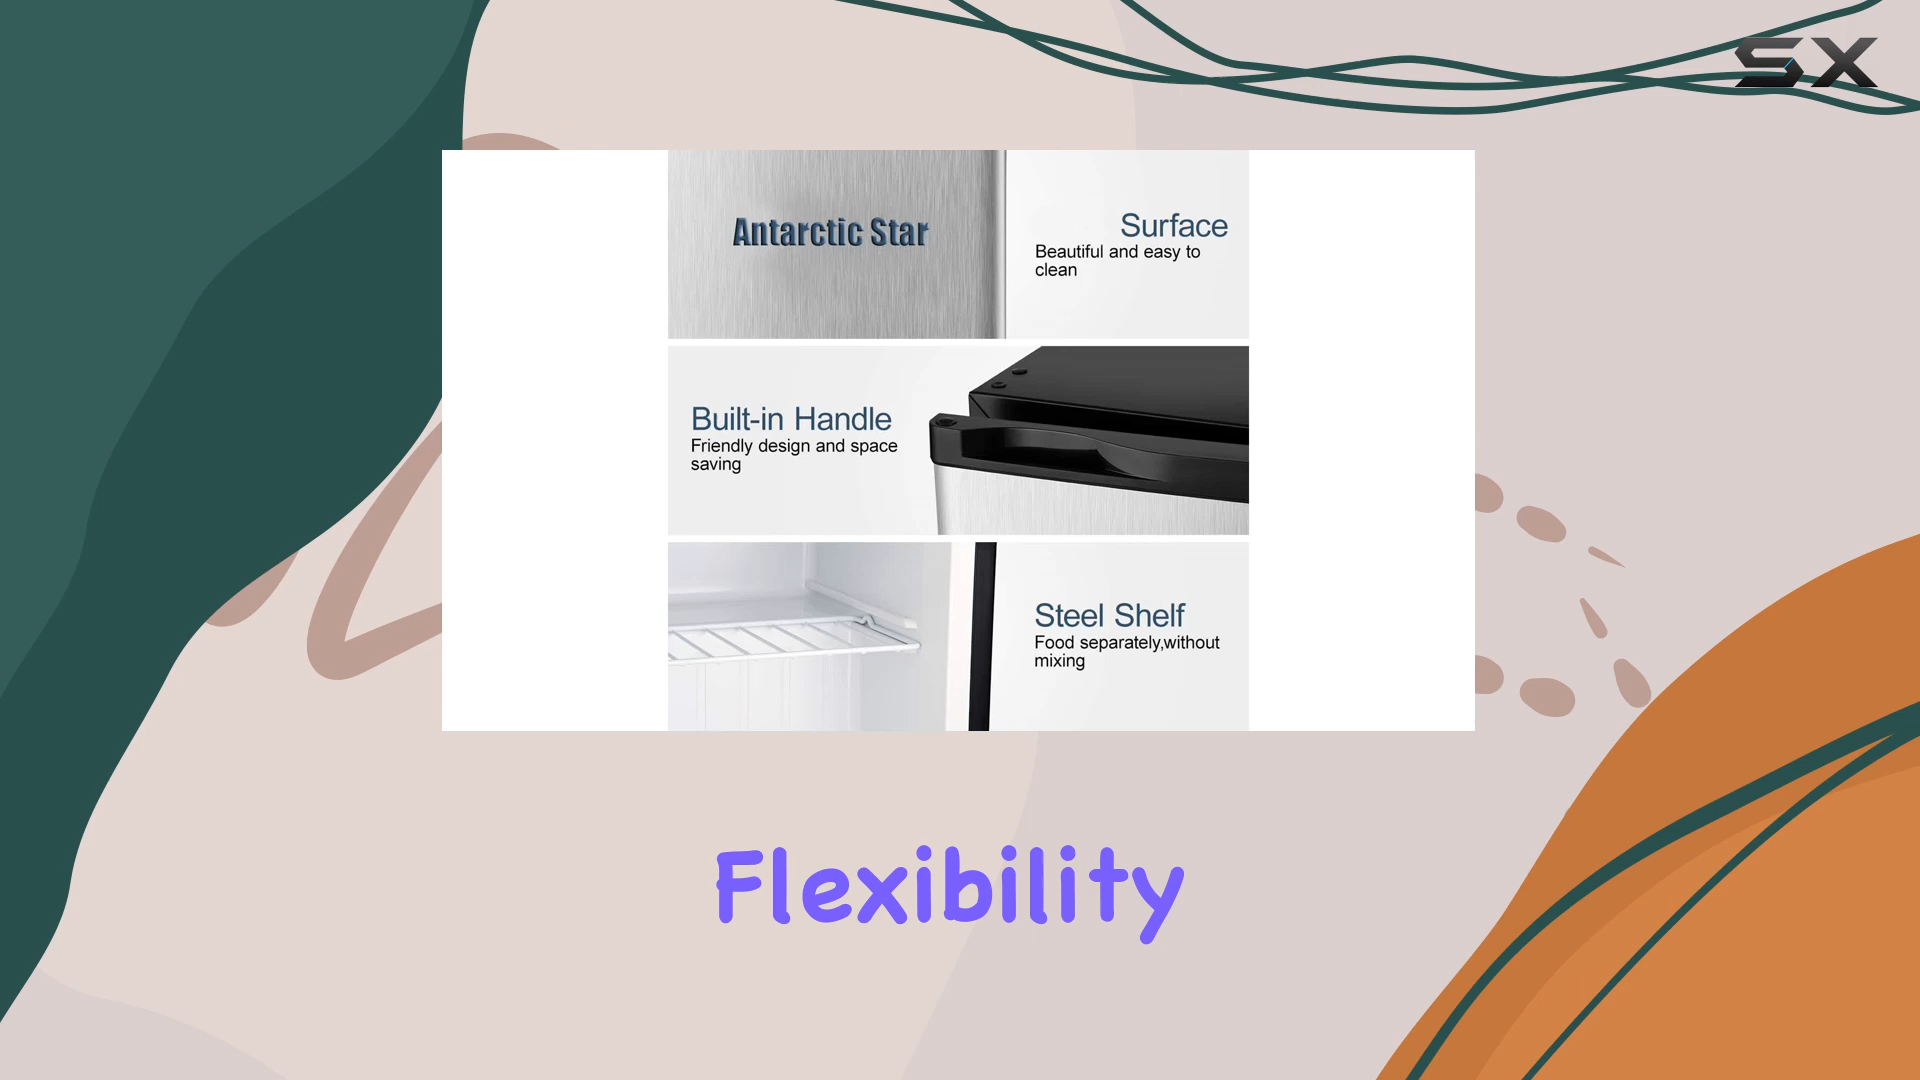 SX
Antarctic Star
Surface
Beautiful and easy to
clean
Built-in Handle
Friendly design and space
saving
Steel Shelf
Food separately,without
mixing
Flexibility